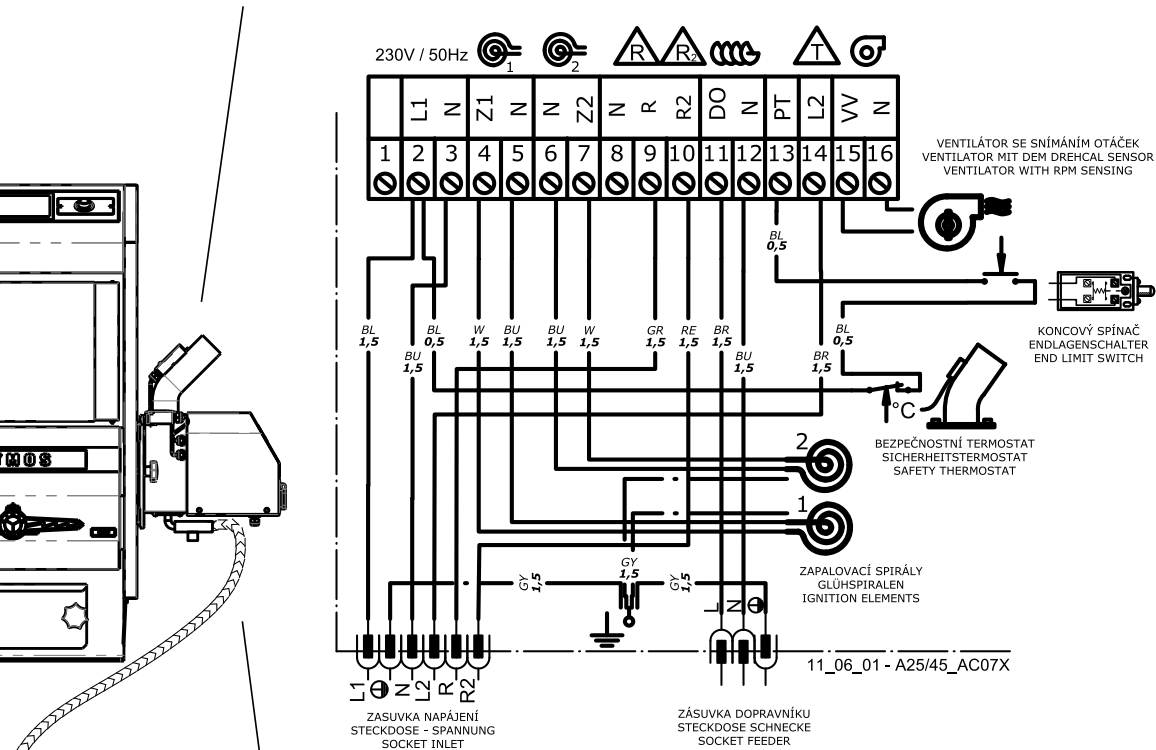 230V / 50Hz
1
2
R
R2
T
L1
N
Z1
N
N
Z2
N
R
R2
DO
N
PT
L2
VV
N
1
2
3
4
5
6
7
8
9
10
11
12
13
14
15
16
VENTILÁTOR SE SNÍMÁNÍM OTÁČEK
VENTILATOR MIT DEM DREHCAL SENSOR
VENTILATOR WITH RPM SENSING
BL
0,5
KONCOVÝ SPÍNAČ
ENDLAGENSCHALTER
END LIMIT SWITCH
BL
1,5
BU
1,5
BL
0,5
W
1,5
BU
1,5
BU
1,5
W
1,5
GR
1,5
RE
1,5
BR
1,5
BU
1,5
BR
1,5
BL
0,5
°C
BEZPEČNOSTNÍ TERMOSTAT
SICHERHEITSTERMOSTAT
SAFETY THERMOSTAT
2
1
ZAPALOVACÍ SPIRÁLY
GLÜHSPIRALEN
IGNITION ELEMENTS
TMOS
GY
1,5
GY
1,5
GY
1,5
L
N
L1
N
L2
R
R2
11_06_01 - A25/45_AC07X
ZASUVKA NAPÁJENÍ
STECKDOSE - SPANNUNG
SOCKET INLET
ZÁSUVKA DOPRAVNÍKU
STECKDOSE SCHNECKE
SOCKET FEEDER